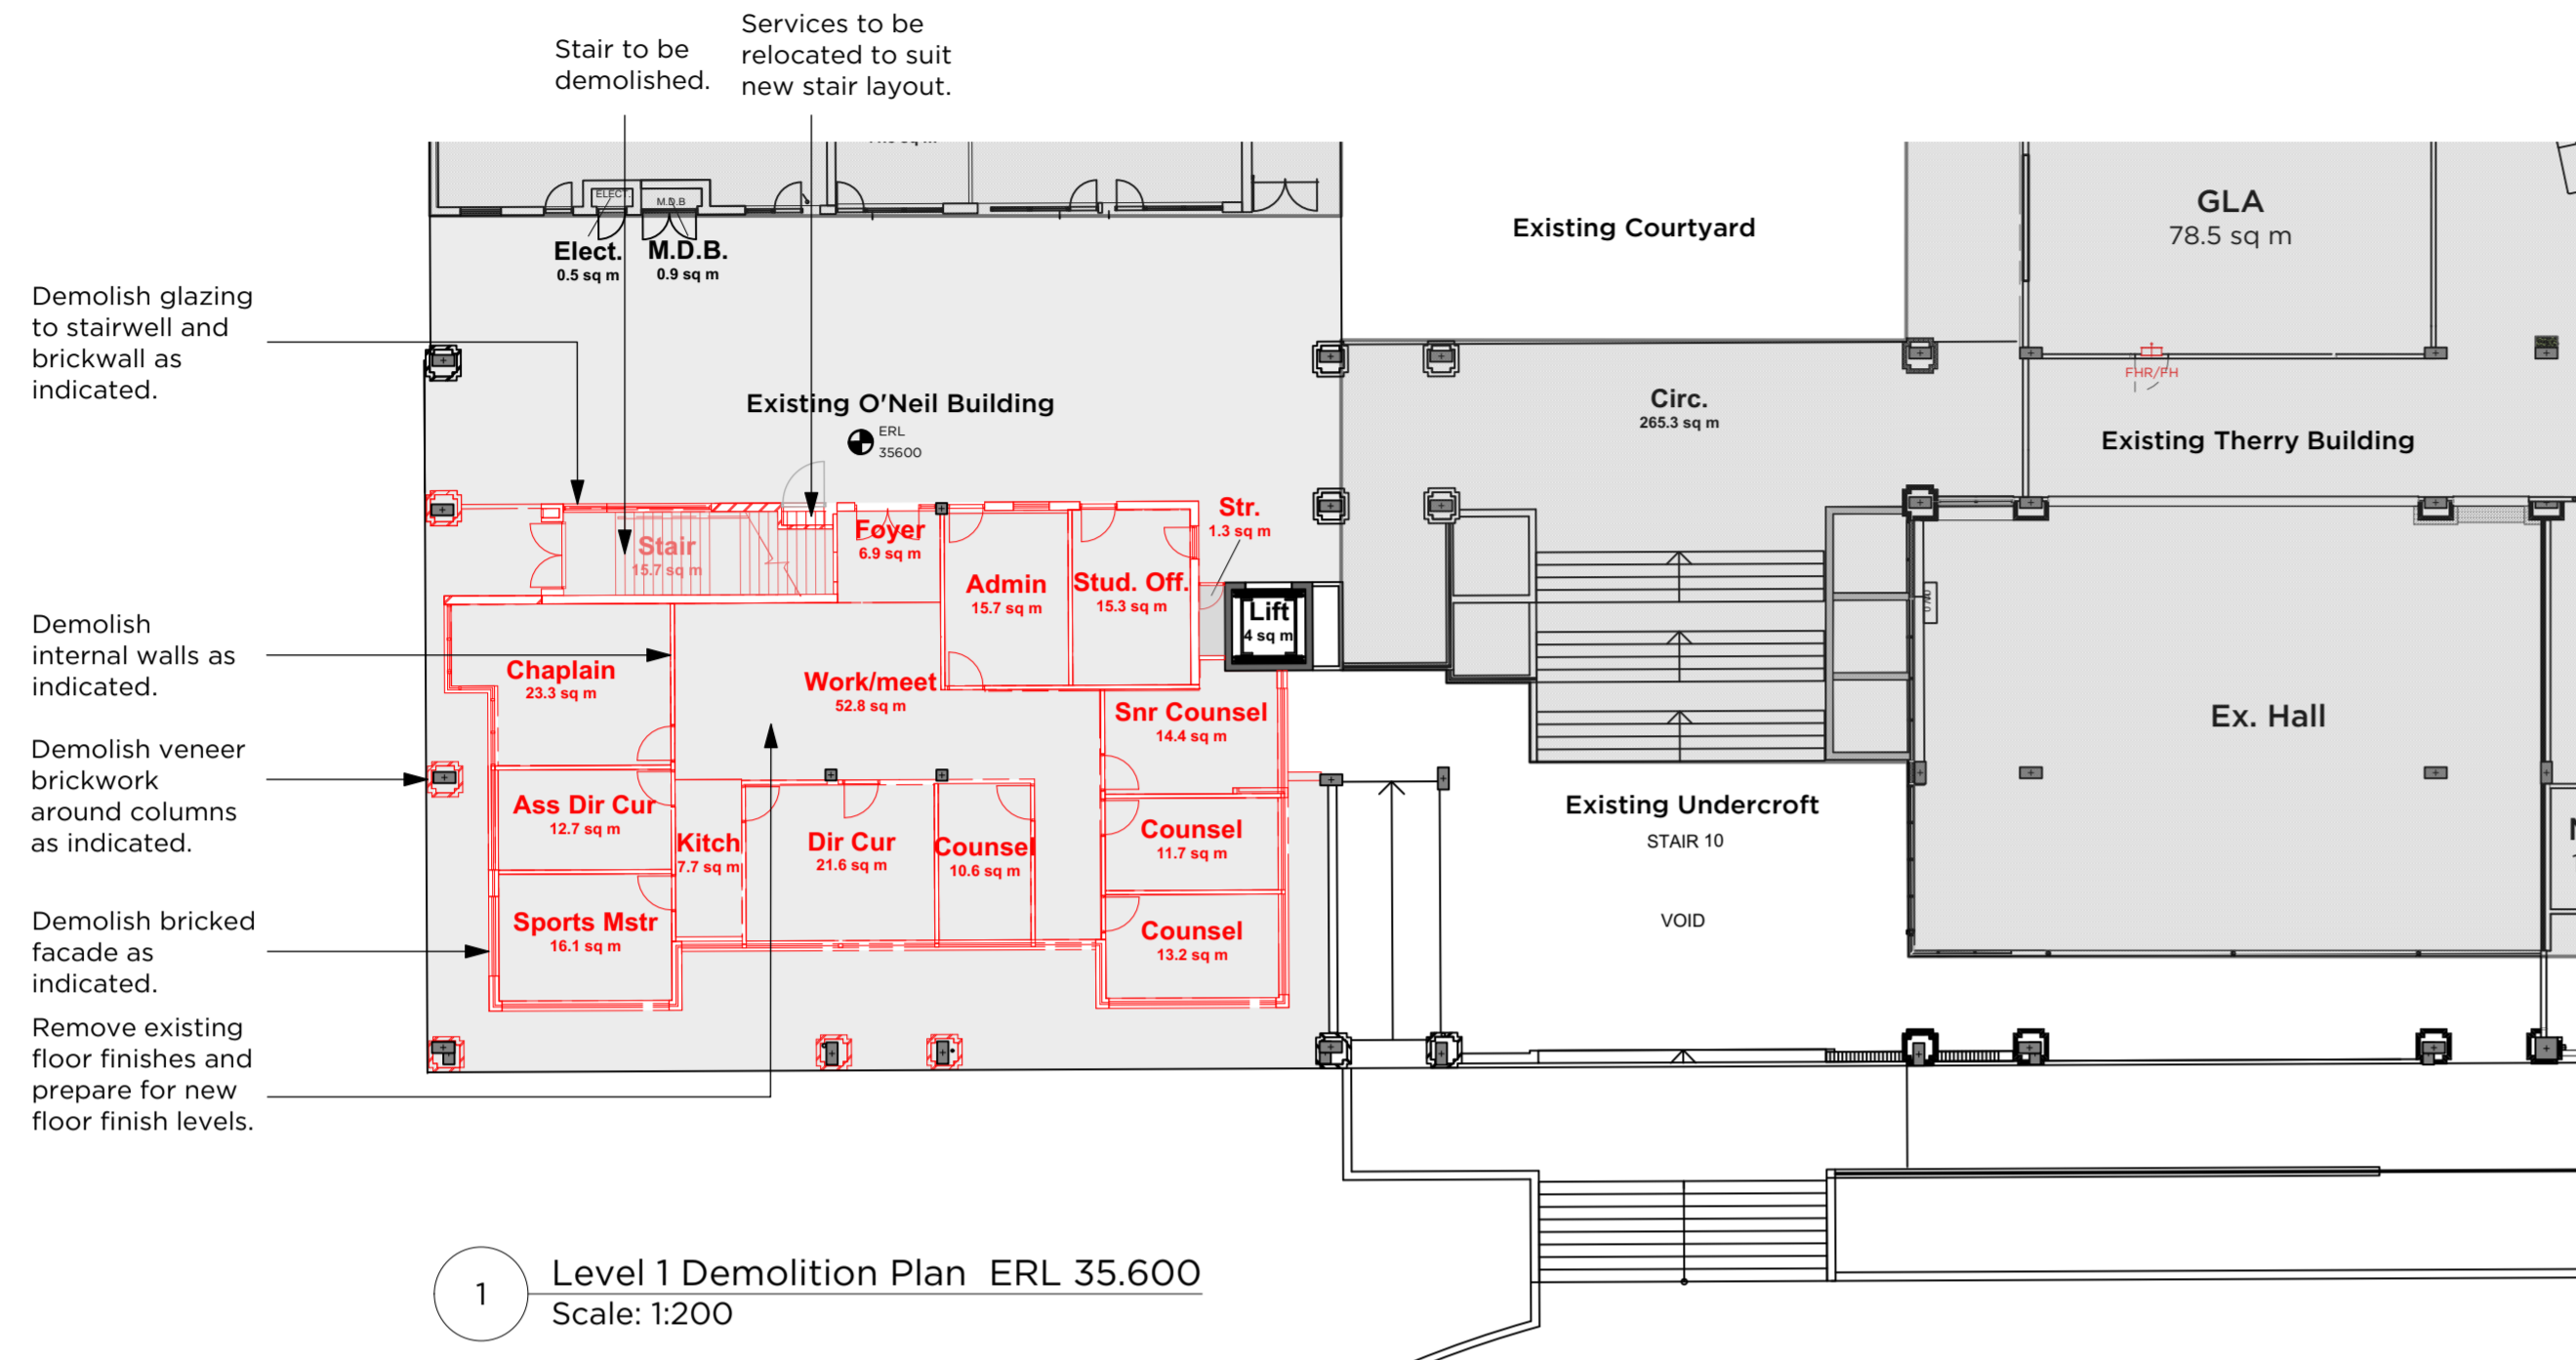 Services to be
relocated to suit
new stair layout.
Stair to be
demolished.
ELECT.
M.D.B
Elect.
0.5 sq m
M.D.B.
0.9 sq m
Existing Courtyard
GLA
78.5 sq m
Demolish glazing
to stairwell and
brickwall as
indicated.
FHR/FH
Existing O'Neil Building
ERL
35600
Circ.
265.3 sq m
Existing Therry Building
Str.
1.3 sq m
Foyer
6.9 sq m
Stair
15.7 sq m
Admin
15.7 sq m
Stud. Off.
15.3 sq m
Lift
4 sq m
Demolish
internal walls as
indicated.
Chaplain
23.3 sq m
Work/meet
52.8 sq m
Snr Counsel
14.4 sq m
Ex. Hall
Demolish veneer
brickwork
around columns
as indicated.
Ass Dir Cur
12.7 sq m
Kitch
7.7 sq m
Dir Cur
21.6 sq m
Counsel
10.6 sq m
Counsel
11.7 sq m
Existing Undercroft
STAIR 10
VOID
Demolish bricked
facade as
indicated.
Sports Mstr
16.1 sq m
Counsel
13.2 sq m
Remove existing
floor finishes and
prepare for new
floor finish levels.
1
Level 1 Demolition Plan ERL 35.600
Scale: 1:200